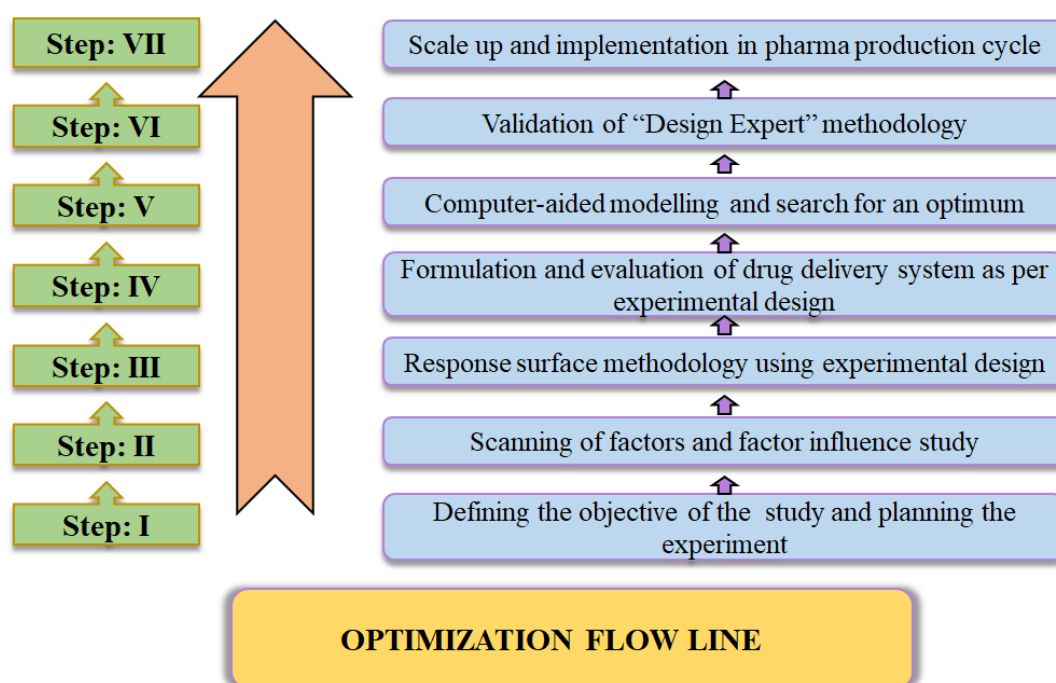 Step: VII
Scale up and implementation in pharma production cycle
Step: VI
Validation of “Design Expert” methodology
Step: V
Computer-aided modelling and search for an optimum
Step: IV
Formulation and evaluation of drug delivery system as per
experimental design
Step: III
Response surface methodology using experimental design
Step: II
Scanning of factors and factor influence study
Step: I
Defining the objective of the study and planning the
experiment
OPTIMIZATION FLOW LINE